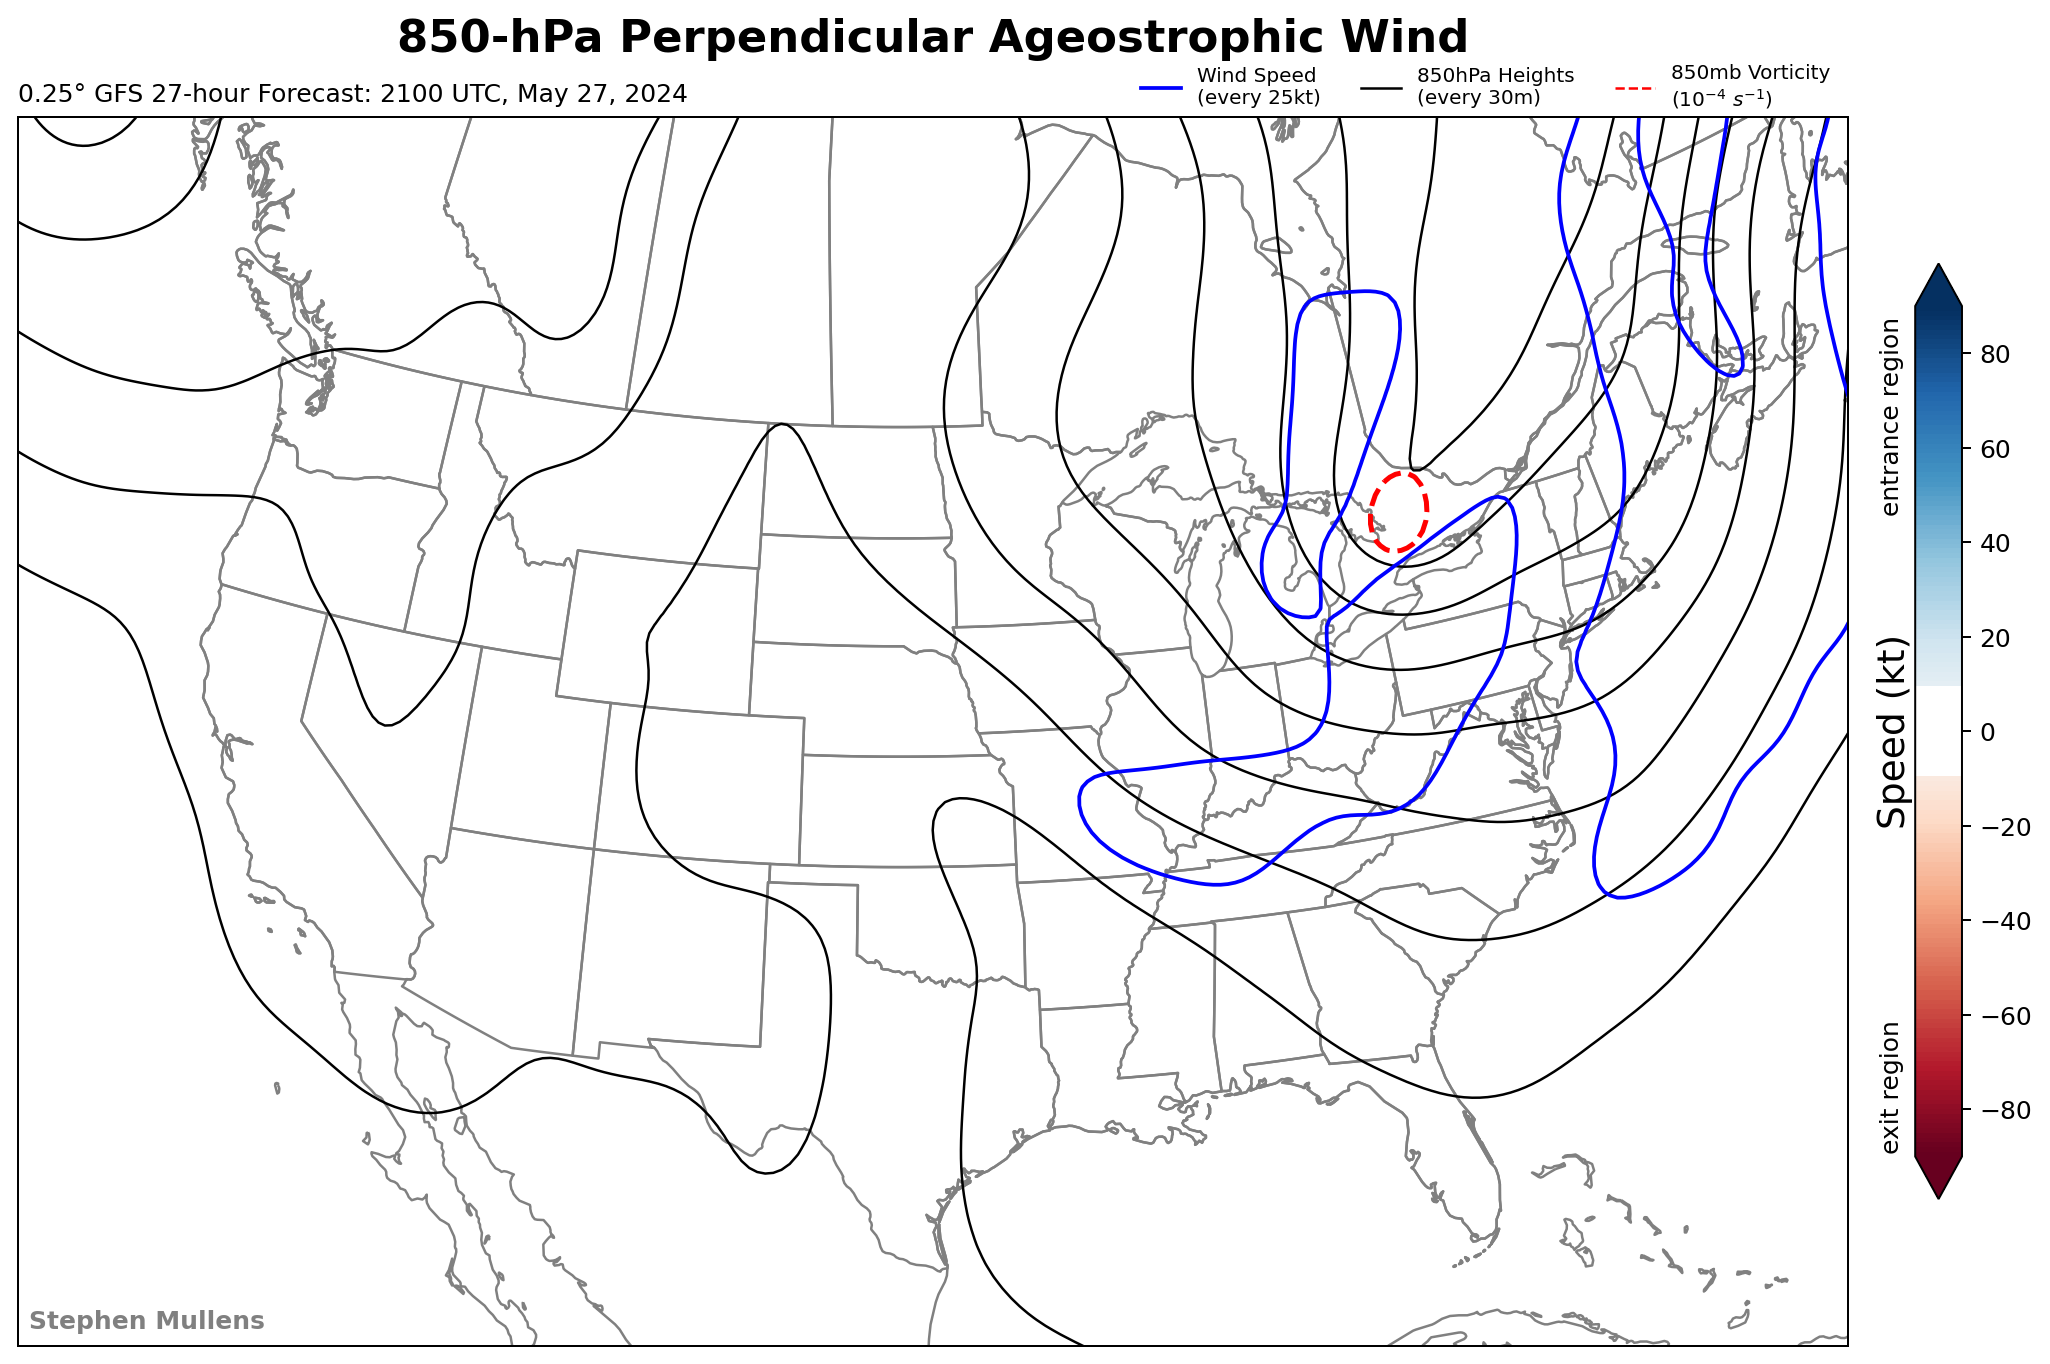 850-hPa Perpendicular Ageostrophic Wind
0.25° GFS 27-hour Forecast: 2100 UTC, May 27, 2024
Wind Speed
(every 25kt)
850hPa Heights
(every 30m)
850mb Vorticity
(10⁻⁴ s⁻¹)
entrance region
Speed (kt)
exit region
80
60
40
20
0
−20
−40
−60
−80
Stephen Mullens